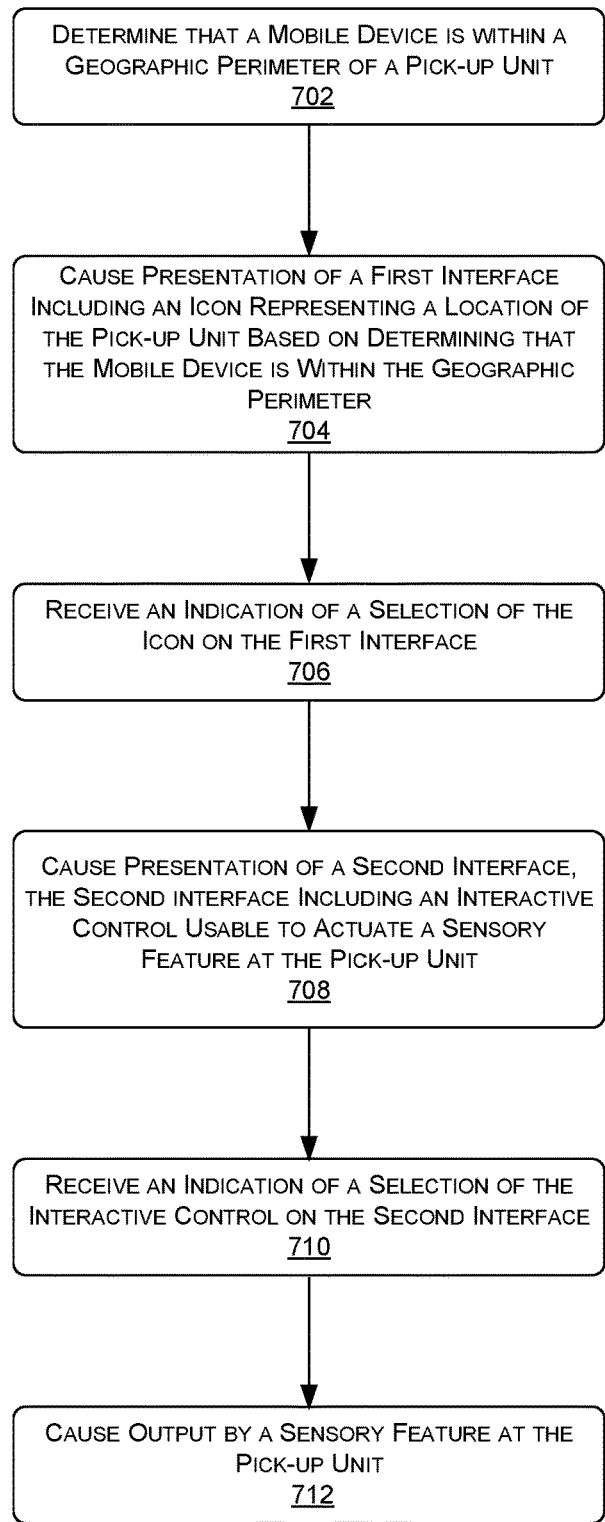 DETERMINE THAT A MOBILE DEVICE IS WITHIN A
GEOGRAPHIC PERIMETER OF A PICK-UP UNIT
702
CAUSE PRESENTATION OF A FIRST INTERFACE
INCLUDING AN ICON REPRESENTING A LOCATION OF
THE PICK-UP UNIT BASED ON DETERMINING THAT
THE MOBILE DEVICE IS WITHIN THE GEOGRAPHIC
PERIMETER
704
RECEIVE AN INDICATION OF A SELECTION OF THE
ICON ON THE FIRST INTERFACE
706
CAUSE PRESENTATION OF A SECOND INTERFACE,
THE SECOND INTERFACE INCLUDING AN INTERACTIVE
CONTROL USABLE TO ACTUATE A SENSORY
FEATURE AT THE PICK-UP UNIT
708
RECEIVE AN INDICATION OF A SELECTION OF THE
INTERACTIVE CONTROL ON THE SECOND INTERFACE
710
CAUSE OUTPUT BY A SENSORY FEATURE AT THE
PICK-UP UNIT
712